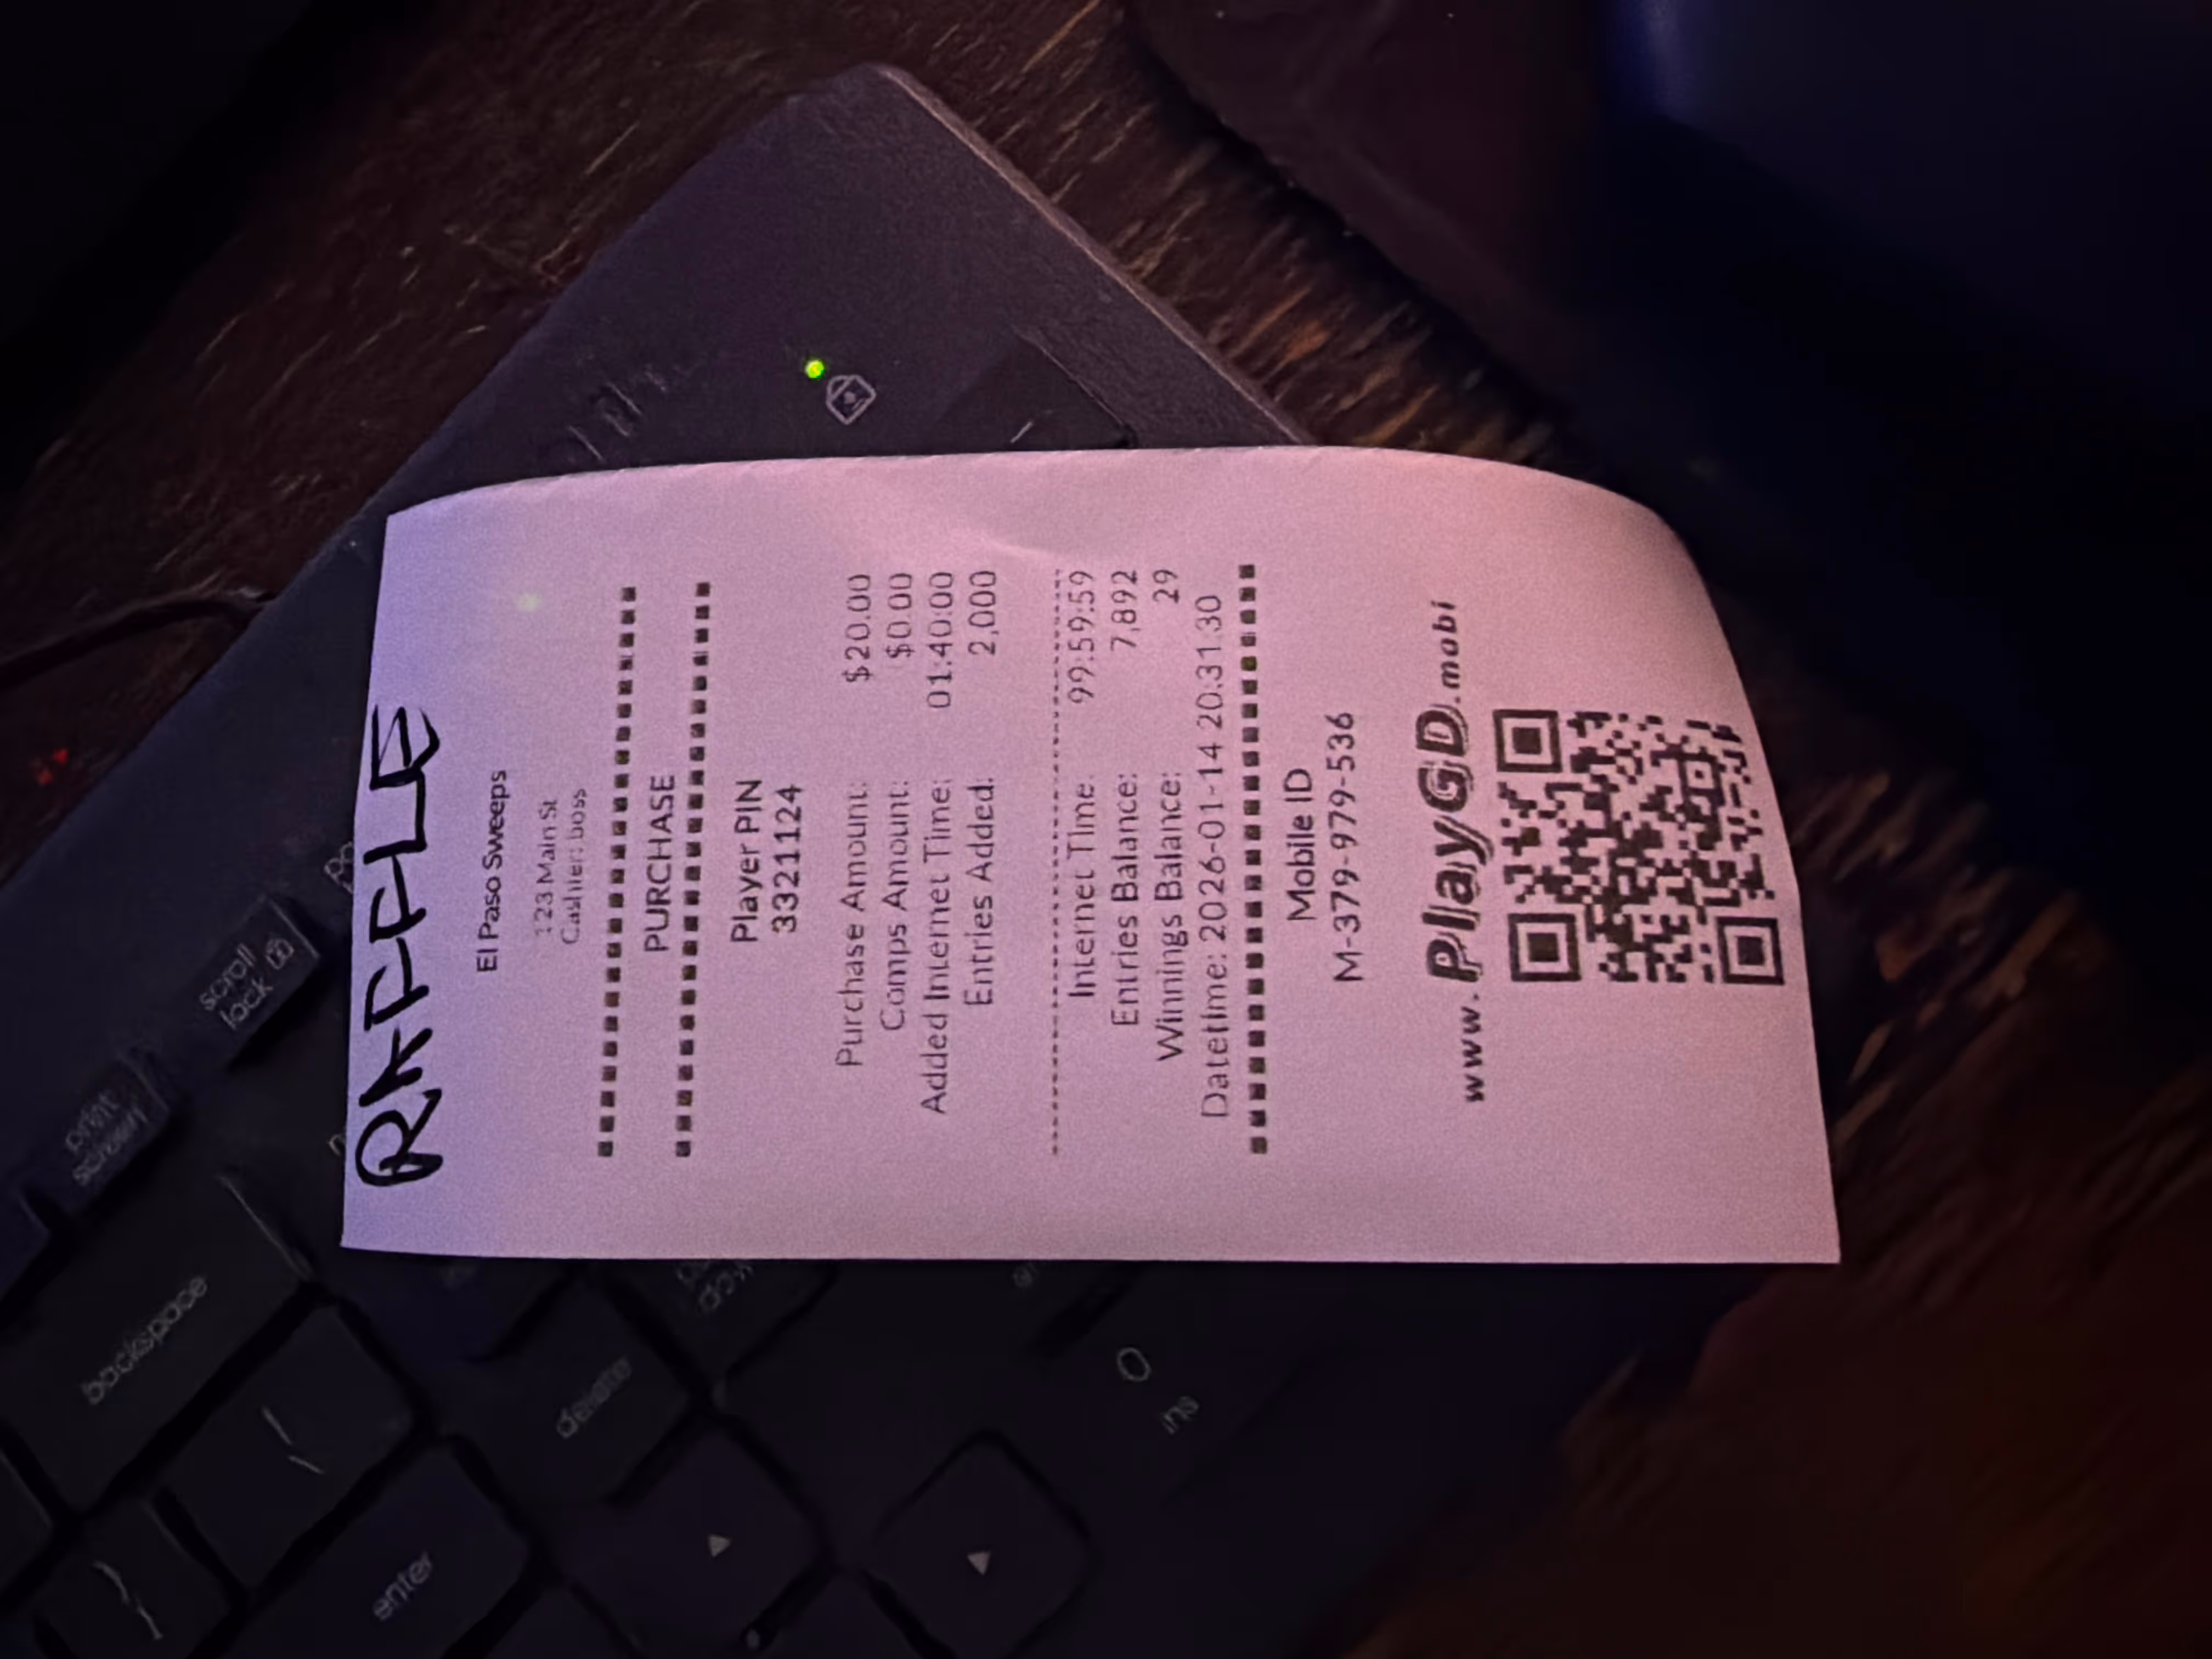 RAFFLE
El Paso Sweeps
123 Main St
Cashier: boss
PURCHASE
Player PIN
33211124
Purchase Amount: $20.00
Comps Amount: $0.00
Added Internet Time: 01:40:00
Entries Added: 2,000
Internet Time: 99:59:59
Entries Balance: 7,892
Winnings Balance: 29
Datetime: 2026-01-14 20:31:30
Mobile ID
M-379-979-536
www.PlayGD.mobi
scroll
lock
print
screen
backspace
delete
enter
0
ins